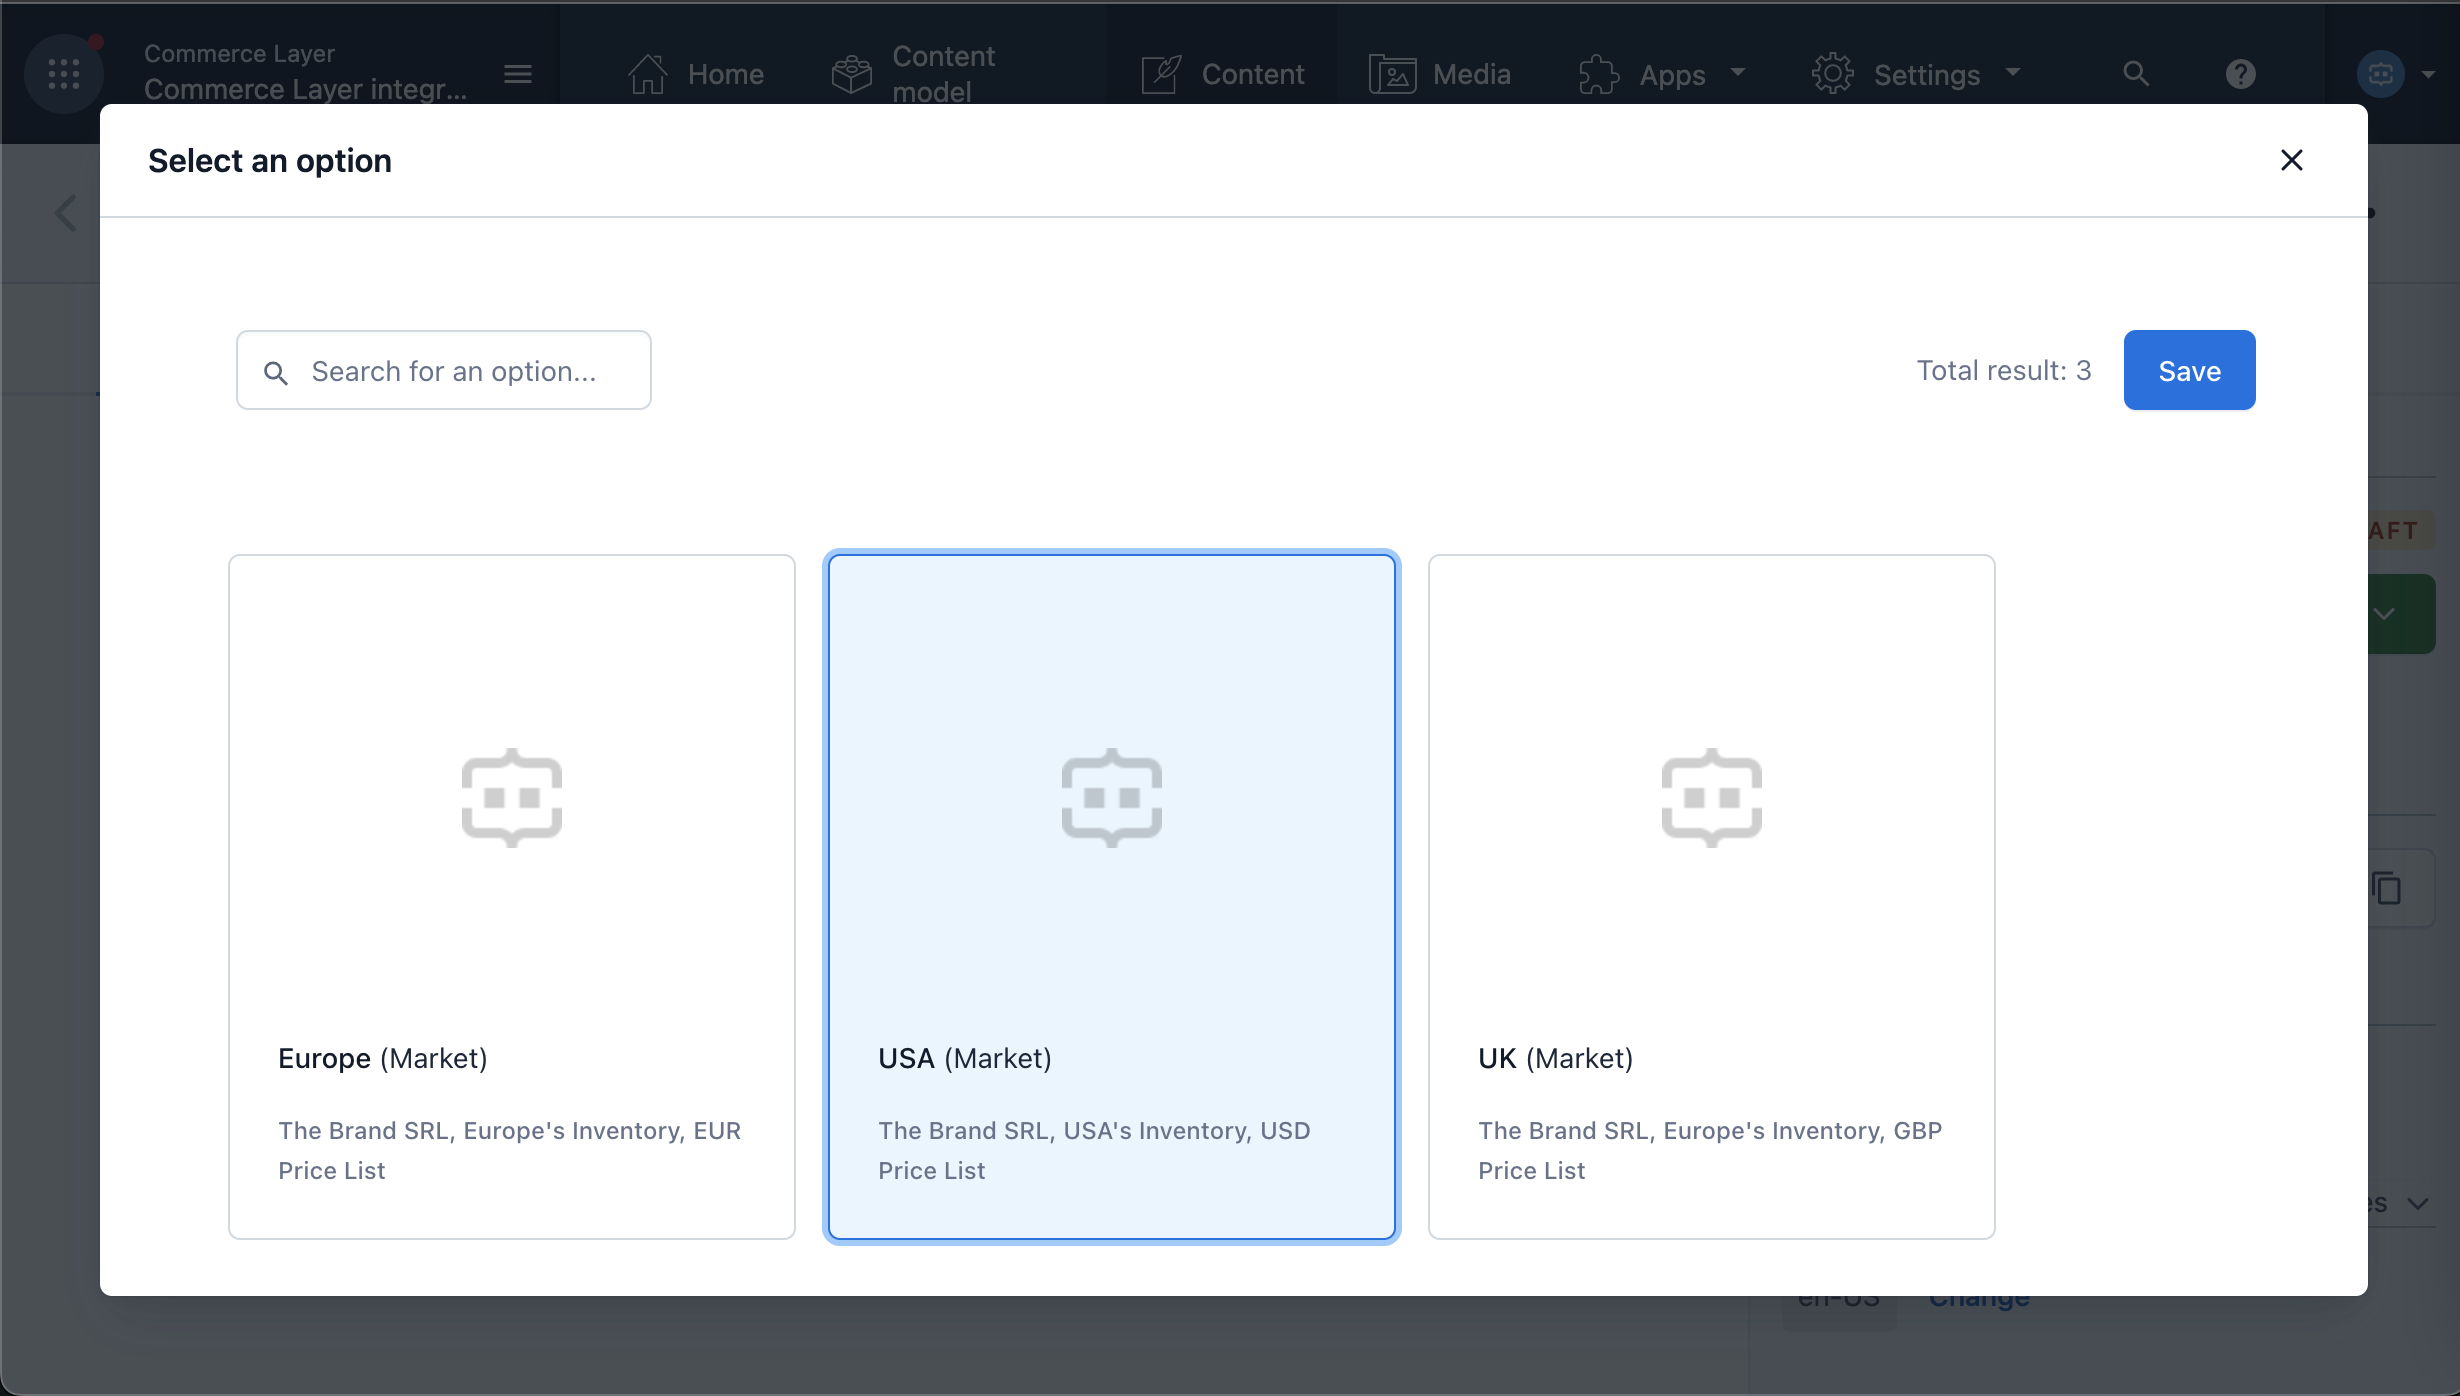 Commerce Layer
Commerce Layer integr...
Home
Content
model
Content
Media
Apps
Settings
Select an option
Search for an option...
Total result: 3
Save
AFT
Europe (Market)
The Brand SRL, Europe's Inventory, EUR
Price List
USA (Market)
The Brand SRL, USA's Inventory, USD
Price List
UK (Market)
The Brand SRL, Europe's Inventory, GBP
Price List
es
en-US
Change